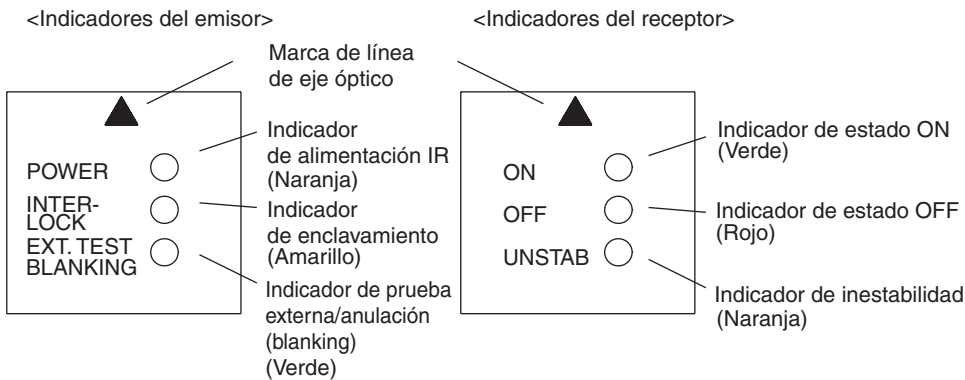 <Indicadores del emisor>
<Indicadores del receptor>
Marca de línea
de eje óptico
POWER
INTER-
LOCK
EXT. TEST
BLANKING
Indicador
de alimentación IR
(Naranja)
Indicador
de enclavamiento
(Amarillo)
Indicador de prueba
externa/anulación
(blanking)
(Verde)
ON
OFF
UNSTAB
Indicador de estado ON
(Verde)
Indicador de estado OFF
(Rojo)
Indicador de inestabilidad
(Naranja)